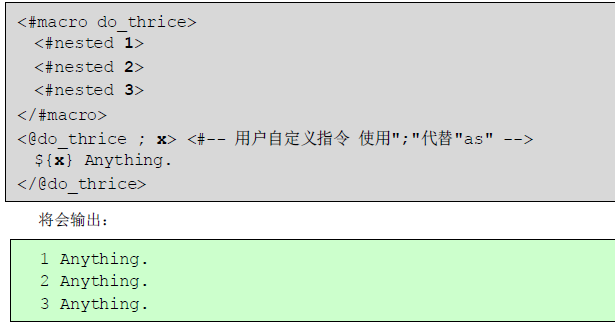 <#macro do_thrice>
<#nested 1>
<#nested 2>
<#nested 3>
</#macro>
<@do_thrice ; x> <#-- 用户自定义指令 使用";"代替"as" -->
${x} Anything.
</@do_thrice>
将会输出：
1 Anything.
2 Anything.
3 Anything.